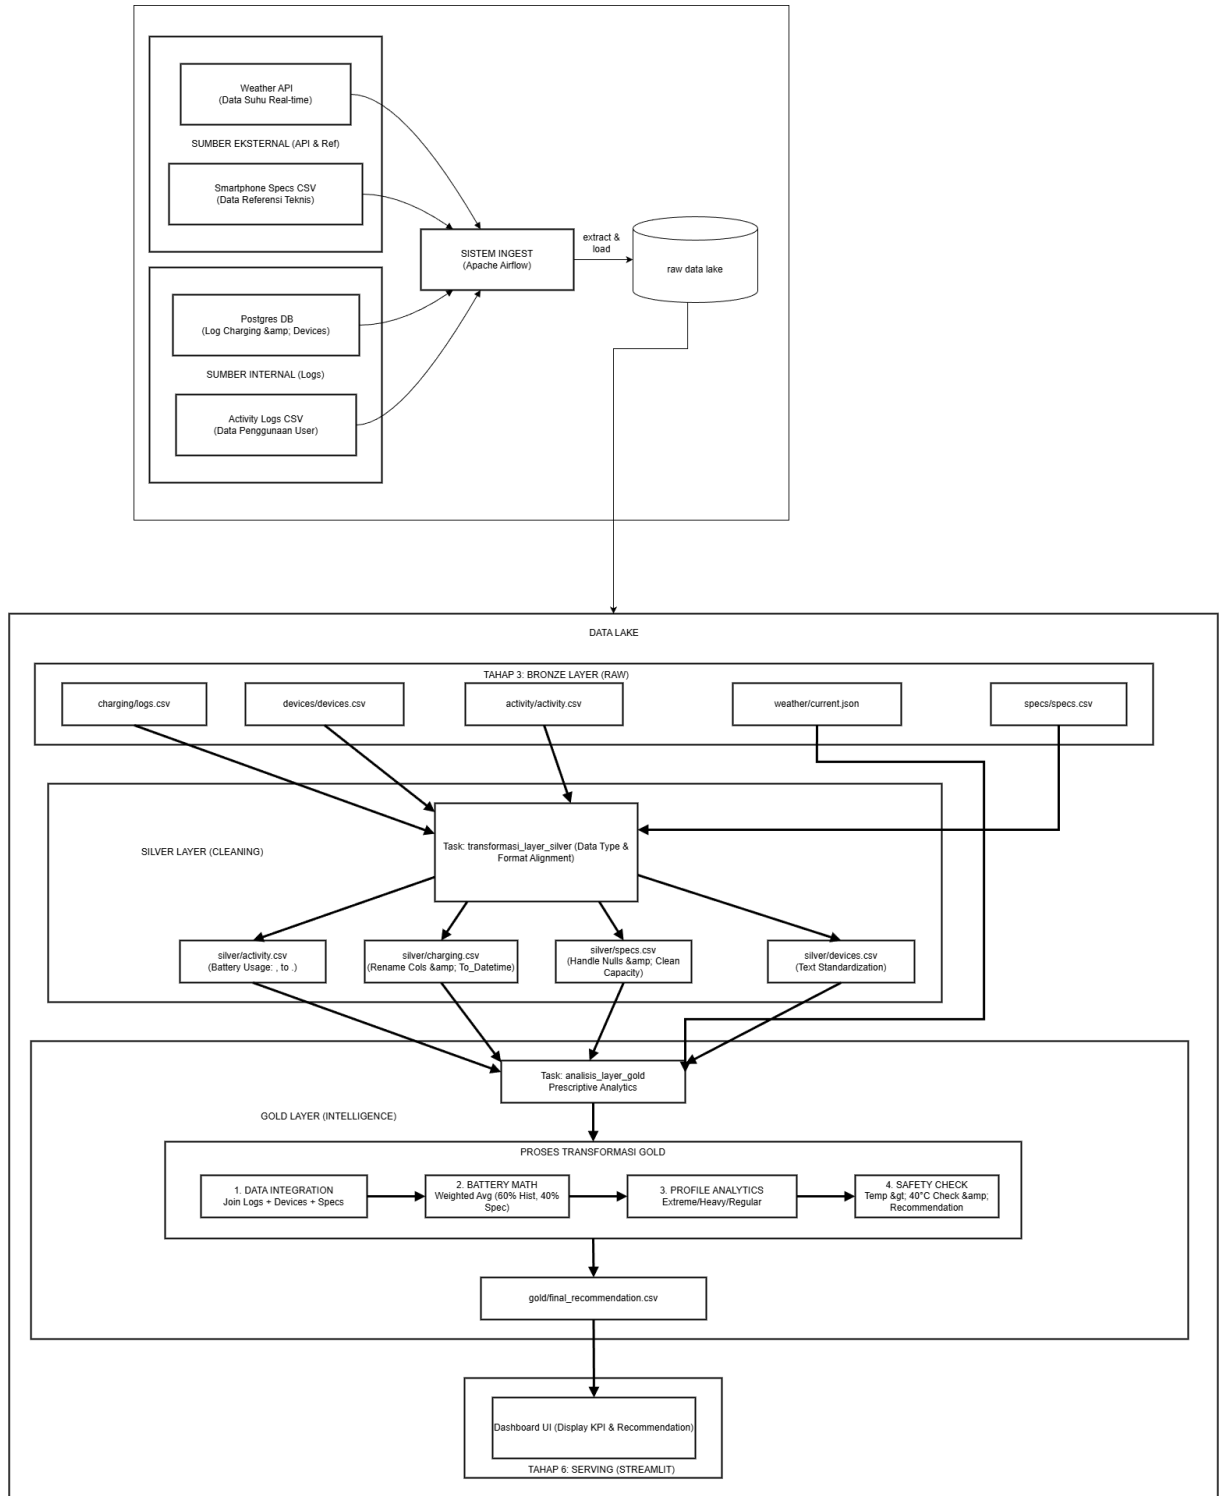 Weather API
(Data Suhu Real-time)
SUMBER EKSTERNAL (API & Ref)
Smartphone Specs CSV
(Data Referensi Teknis)
SISTEM INGEST
(Apache Airflow)
extract &
load
raw data lake
Postgres DB
(Log Charging &amp; Devices)
SUMBER INTERNAL (Logs)
Activity Logs CSV
(Data Penggunaan User)
DATA LAKE
TAHAP 3: BRONZE LAYER (RAW)
charging/logs.csv
devices/devices.csv
activity/activity.csv
weather/current.json
specs/specs.csv
SILVER LAYER (CLEANING)
Task: transformasi_layer_silver (Data Type &
Format Alignment)
silver/activity.csv
(Battery Usage: , to .)
silver/charging.csv
(Rename Cols &amp; To_Datetime)
silver/specs.csv
(Handle Nulls &amp; Clean
Capacity)
silver/devices.csv
(Text Standardization)
Task: analisis_layer_gold
Prescriptive Analytics
GOLD LAYER (INTELLIGENCE)
PROSES TRANSFORMASI GOLD
1. DATA INTEGRATION
Join Logs + Devices + Specs
2. BATTERY MATH
Weighted Avg (60% Hist, 40%
Spec)
3. PROFILE ANALYTICS
Extreme/Heavy/Regular
4. SAFETY CHECK
Temp &gt; 40°C Check &amp;
Recommendation
gold/final_recommendation.csv
Dashboard UI (Display KPI & Recommendation)
TAHAP 6: SERVING (STREAMLIT)